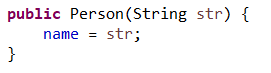 public Person(String str) {
    name = str;
}